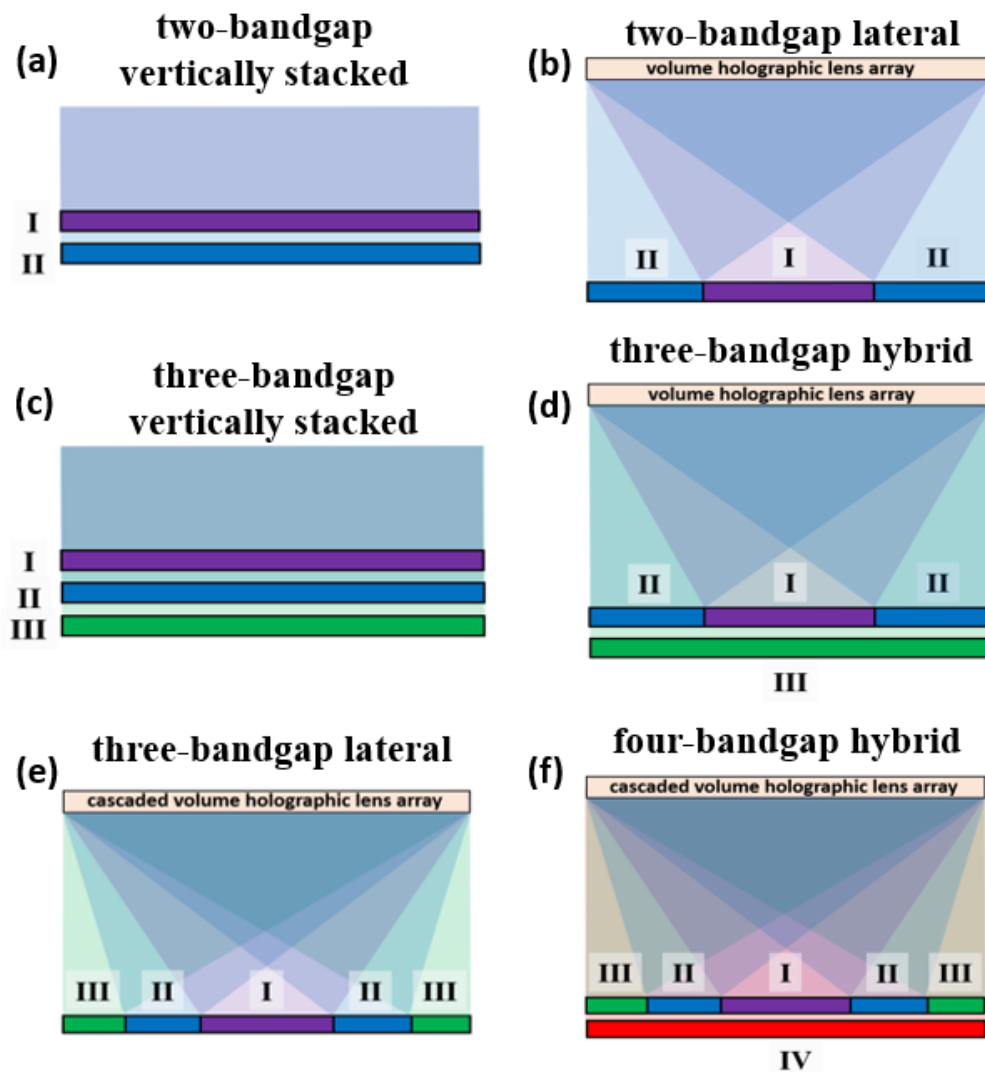 (a)
two-bandgap
vertically stacked
I
II
(b)
two-bandgap lateral
volume holographic lens array
II
I
II
(c)
three-bandgap
vertically stacked
I
II
III
(d)
three-bandgap hybrid
volume holographic lens array
II
I
II
III
(e)
three-bandgap lateral
cascaded volume holographic lens array
III
II
I
II
III
(f)
four-bandgap hybrid
cascaded volume holographic lens array
III
II
I
II
III
IV